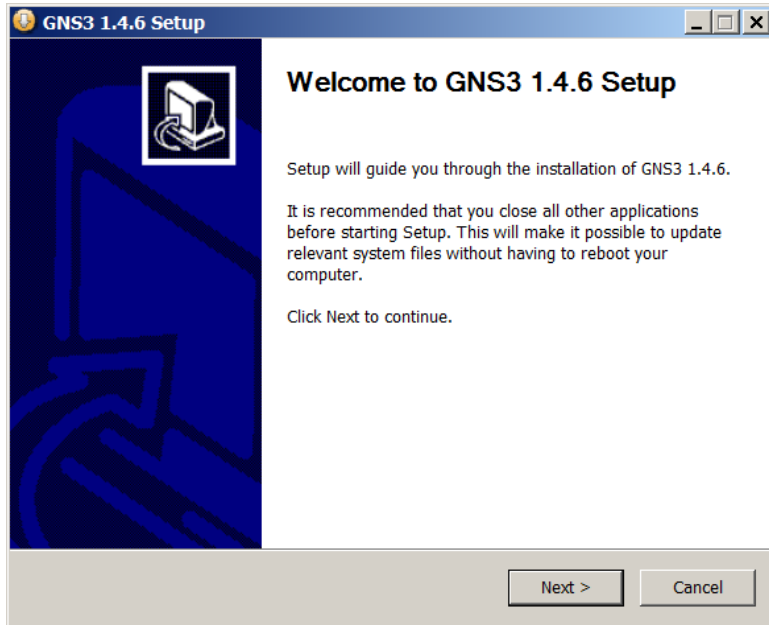 GNS3 1.4.6 Setup
Welcome to GNS3 1.4.6 Setup
Setup will guide you through the installation of GNS3 1.4.6.
It is recommended that you close all other applications
before starting Setup. This will make it possible to update
relevant system files without having to reboot your
computer.
Click Next to continue.
Next >
Cancel